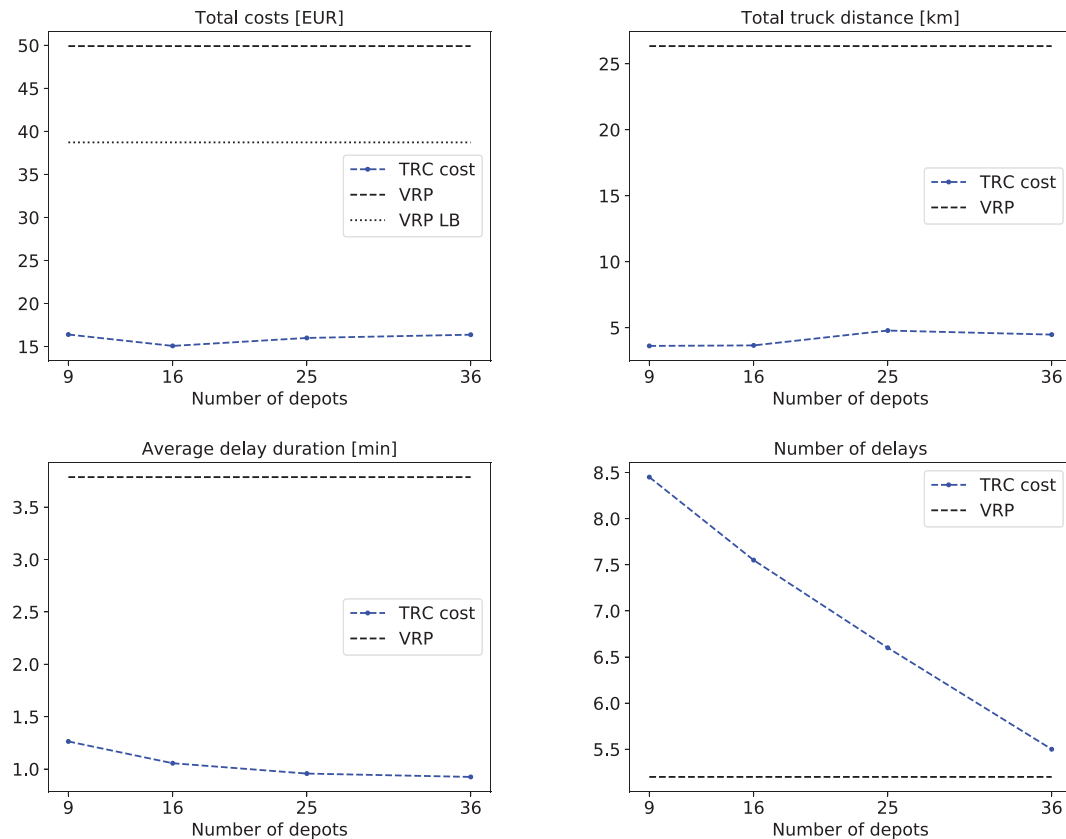 Total costs [EUR]
50
45
40
35
30
25
20
15
TRC cost
VRP
VRP LB
9 16 25 36
Number of depots
Total truck distance [km]
25
20
15
10
5
TRC cost
VRP
9 16 25 36
Number of depots
Average delay duration [min]
3.5
3.0
2.5
2.0
1.5
1.0
TRC cost
VRP
9 16 25 36
Number of depots
Number of delays
8.5
8.0
7.5
7.0
6.5
6.0
5.5
TRC cost
VRP
9 16 25 36
Number of depots